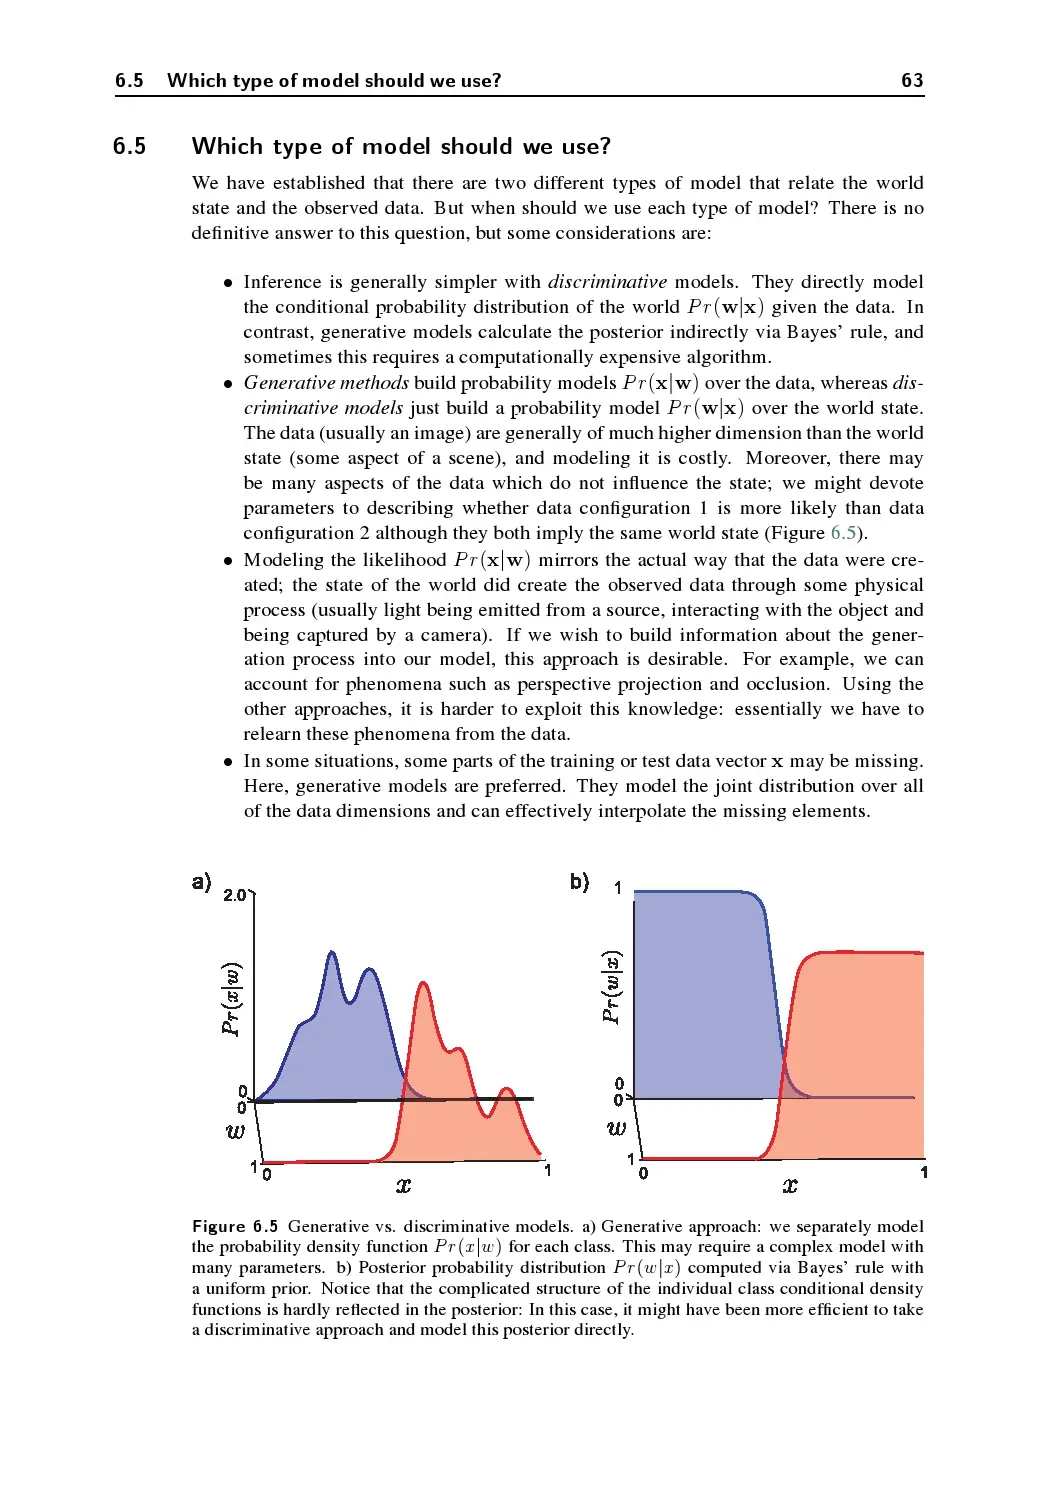 6.5 Which type of model should we use? 63
6.5 Which type of model should we use?
We have established that there are two different types of model that relate the world
state and the observed data. But when should we use each type of model? There is no
definitive answer to this question, but some considerations are:
• Inference is generally simpler with discriminative models. They directly model
the conditional probability distribution of the world Pr(w|x) given the data. In
contrast, generative models calculate the posterior indirectly via Bayes' rule, and
sometimes this requires a computationally expensive algorithm.
• Generative methods build probability models Pr(x|w) over the data, whereas dis-
criminative models just build a probability model Pr(w|x) over the world state.
The data (usually an image) are generally of much higher dimension than the world
state (some aspect of a scene), and modeling it is costly. Moreover, there may
be many aspects of the data which do not influence the state; we might devote
parameters to describing whether data configuration 1 is more likely than data
configuration 2 although they both imply the same world state (Figure 6.5).
• Modeling the likelihood Pr(x|w) mirrors the actual way that the data were cre-
ated; the state of the world did create the observed data through some physical
process (usually light being emitted from a source, interacting with the object and
being captured by a camera). If we wish to build information about the gener-
ation process into our model, this approach is desirable. For example, we can
account for phenomena such as perspective projection and occlusion. Using the
other approaches, it is harder to exploit this knowledge: essentially we have to
relearn these phenomena from the data.
• In some situations, some parts of the training or test data vector x may be missing.
Here, generative models are preferred. They model the joint distribution over all
of the data dimensions and can effectively interpolate the missing elements.
a)
2.0
Pr(x|w)
0
0
w
1
0
x
1
b)
1
Pr(w|x)
0
0
w
1
0
x
1
Figure 6.5 Generative vs. discriminative models. a) Generative approach: we separately model
the probability density function Pr(x|w) for each class. This may require a complex model with
many parameters. b) Posterior probability distribution Pr(w|x) computed via Bayes' rule with
a uniform prior. Notice that the complicated structure of the individual class conditional density
functions is hardly reflected in the posterior: In this case, it might have been more efficient to take
a discriminative approach and model this posterior directly.